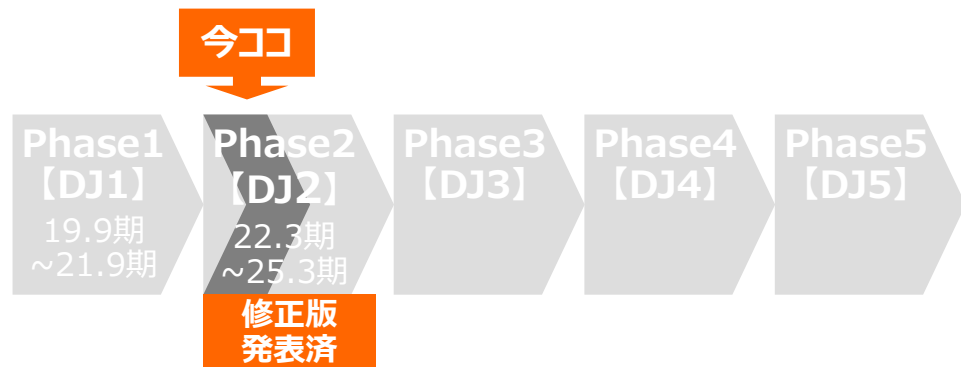 今ココ
Phase1
【DJ1】
19.9期
~21.9期
Phase2
【DJ2】
22.3期
~25.3期
修正版
発表済
Phase3
【DJ3】
Phase4
【DJ4】
Phase5
【DJ5】